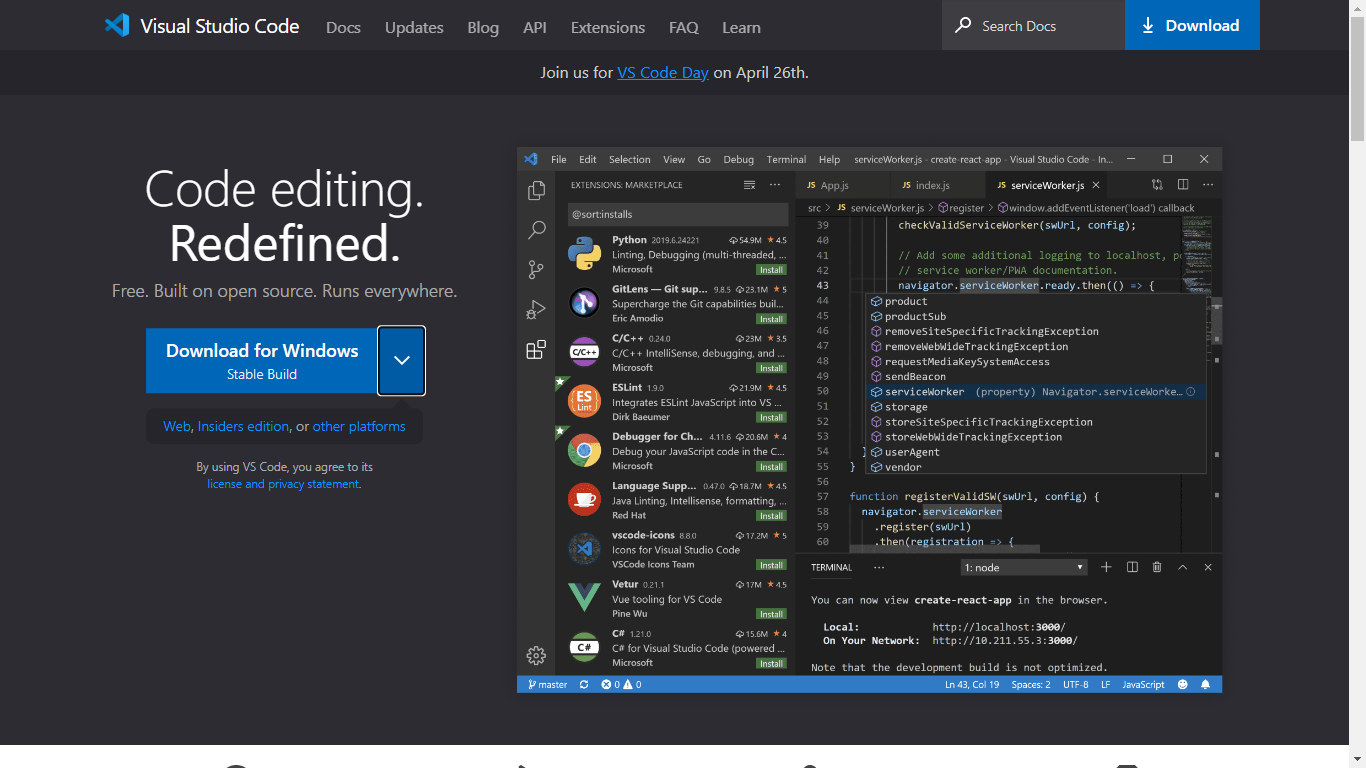 Visual Studio Code
Docs
Updates
Blog
API
Extensions
FAQ
Learn
Search Docs
Download
Join us for VS Code Day on April 26th.
Code editing.
Redefined.
Free. Built on open source. Runs everywhere.
Download for Windows
Stable Build
Web, Insiders edition, or other platforms
By using VS Code, you agree to its
license and privacy statement.
File Edit Selection View Go Debug Terminal Help serviceWorker.js - create-react-app - Visual Studio Code - In...
EXTENSIONS: MARKETPLACE
@sort:installs
Python 2019.6.24221 54.9M 4.5
Linting, Debugging (multi-threaded, ...
Microsoft Install
GitLens — Git sup... 9.8.5 23.1M 5
Supercharge the Git capabilities buil...
Eric Amodio Install
C/C++
C/C++ 0.24.0 23M 3.5
C/C++ IntelliSense, debugging, and ...
Microsoft Install
ES
Lint
ESLint 1.9.0 21.9M 4.5
Integrates ESLint JavaScript into VS ...
Dirk Baeumer Install
Debugger for Ch... 4.11.6 20.6M 4
Debug your JavaScript code in the C...
Microsoft Install
Language Supp... 0.47.0 18.7M 4.5
Java Linting, Intellisense, formatting, ...
Red Hat Install
vscode-icons 8.8.0 17.2M 5
Icons for Visual Studio Code
VSCode Icons Team Install
Vetur 0.21.1 17M 4.5
Vue tooling for VS Code
Pine Wu Install
C#
C# 1.21.0 15.6M 4
C# for Visual Studio Code (powered ...
Microsoft Install
JS App.js
JS index.js
JS serviceWorker.js
src > JS serviceWorker.js > register > window.addEventListener('load') callback
39 checkValidServiceWorker(swUrl, config);
40
41 // Add some additional logging to localhost, po
42 // service worker/PWA documentation.
43 navigator.serviceWorker.ready.then(() => {
44 product
45 productSub
46 removeSiteSpecificTrackingException
47 removeWebWideTrackingException
48 requestMediaKeySystemAccess
49 sendBeacon
50 serviceWorker (property) Navigator.serviceWorke...
51 storage
52 storeSiteSpecificTrackingException
53 storeWebWideTrackingException
54 } userAgent
55 } vendor
56
57 function registerValidSW(swUrl, config) {
58 navigator.serviceWorker
59 .register(swUrl)
60 .then(registration => {
TERMINAL ... 1: node
You can now view create-react-app in the browser.
Local: http://localhost:3000/
On Your Network: http://10.211.55.3:3000/
Note that the development build is not optimized.
master 0 0 Ln 43, Col 19 Spaces: 2 UTF-8 LF JavaScript